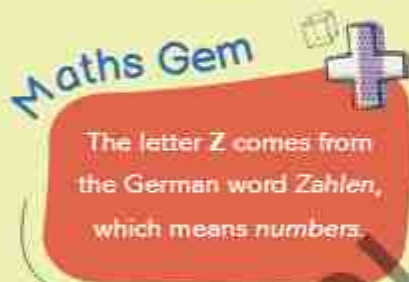 Maths Gem
The letter Z comes from
the German word Zahlen,
which means numbers.